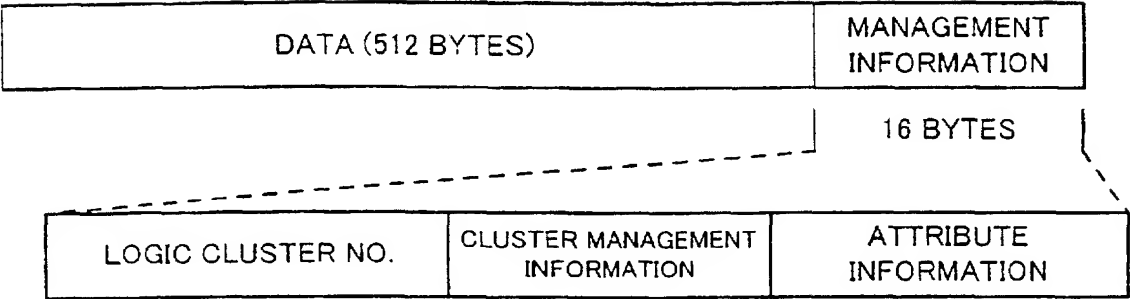 DATA (512 BYTES)
MANAGEMENT
INFORMATION
16 BYTES
LOGIC CLUSTER NO.
CLUSTER MANAGEMENT
INFORMATION
ATTRIBUTE
INFORMATION